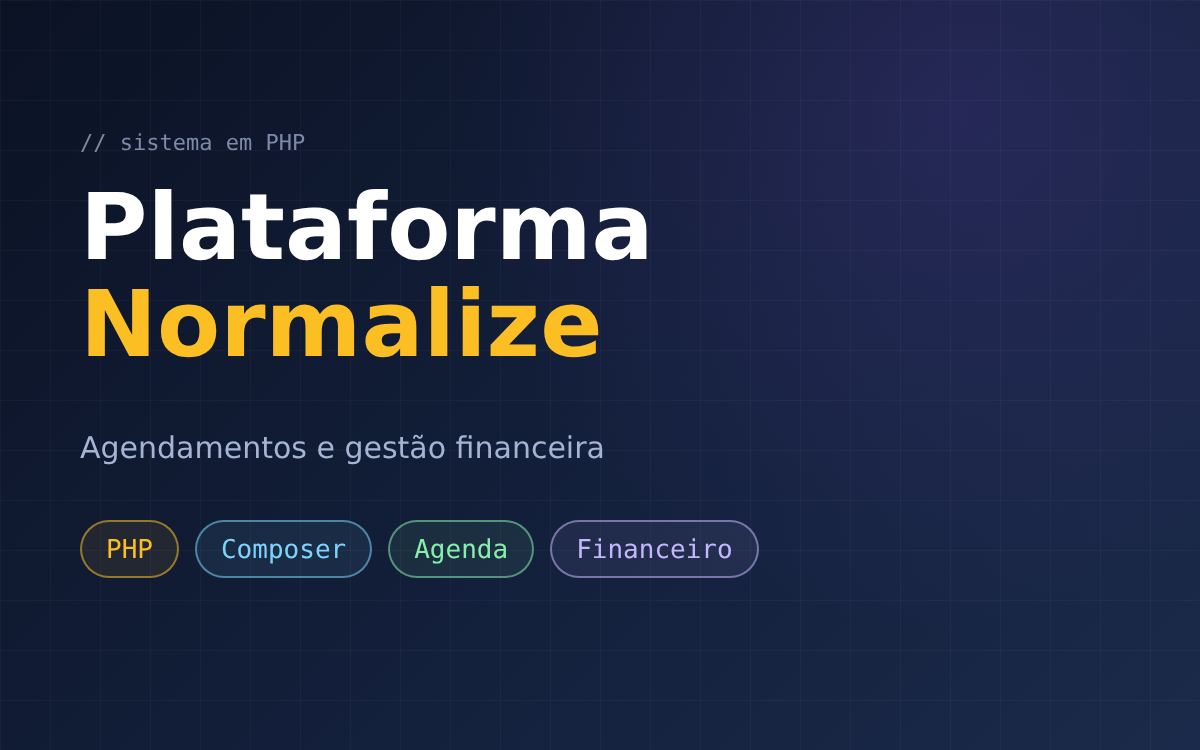 // sistema em PHP
Plataforma
Normalize
Agendamentos e gestão financeira
PHP Composer Agenda Financeiro